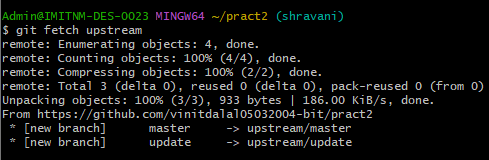 Admin@IMITNM-DES-0023 MINGW64 ~/pract2 (shravani)
$ git fetch upstream
remote: Enumerating objects: 4, done.
remote: Counting objects: 100% (4/4), done.
remote: Compressing objects: 100% (2/2), done.
remote: Total 3 (delta 0), reused 0 (delta 0), pack-reused 0 (from 0)
Unpacking objects: 100% (3/3), 933 bytes | 186.00 KiB/s, done.
From https://github.com/vinitdalal05032004-bit/pract2
 * [new branch]      master     -> upstream/master
 * [new branch]      update     -> upstream/update